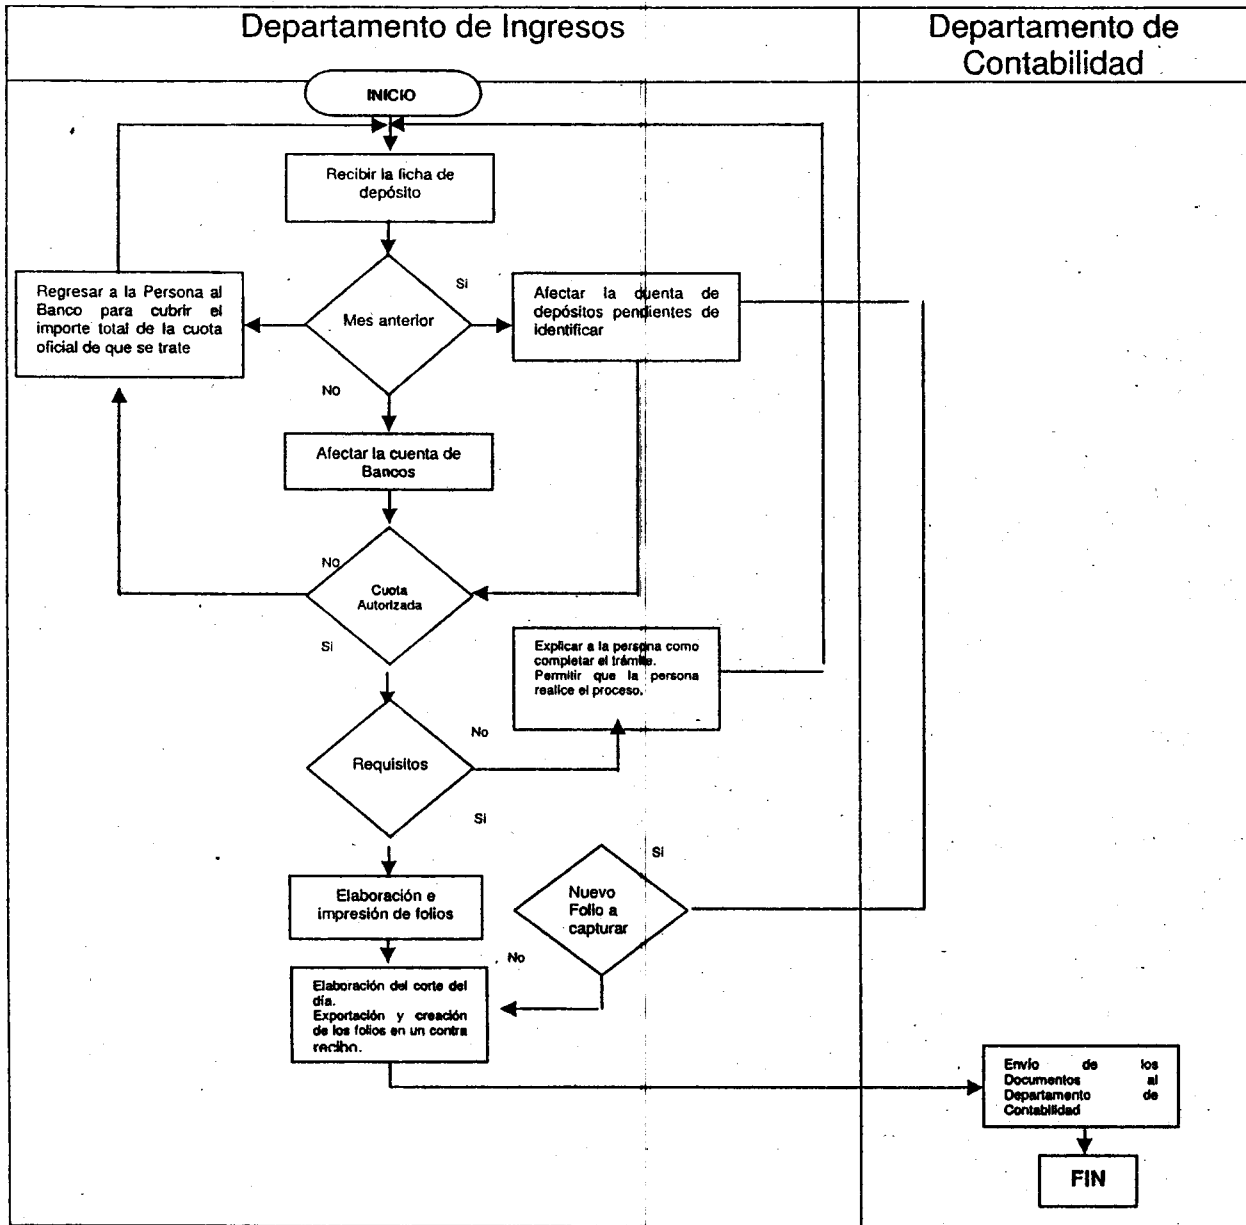 Departamento de Ingresos
Departamento de
Contabilidad
INICIO
Recibir la ficha de
depósito
Regresar a la Persona al
Banco para cubrir el
importe total de la cuota
oficial de que se trate
Mes anterior
Si
Afectar la cuenta de
depósitos pendientes de
identificar
No
Afectar la cuenta de
Bancos
No
Cuota
Autorizada
Si
Explicar a la persona como
completar el trámite.
Permitir que la persona
realice el proceso.
No
Requisitos
Si
Si
Elaboración e
impresión de folios
Nuevo
Folio a
capturar
No
Elaboración del corte del
día.
Exportación y creación
de los folios en un contra
recibo.
Envío de los
Documentos al
Departamento de
Contabilidad
FIN